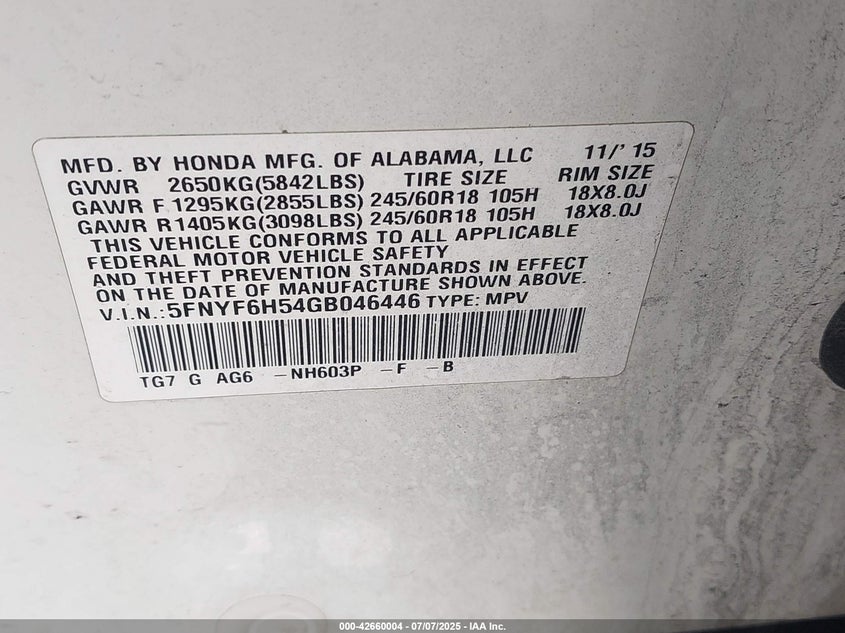 MFD. BY HONDA MFG. OF ALABAMA, LLC 11/' 15
GVWR 2650KG(5842LBS) TIRE SIZE RIM SIZE
GAWR F 1295KG(2855LBS) 245/60R18 105H 18X8.0J
GAWR R 1405KG(3098LBS) 245/60R18 105H 18X8.0J
THIS VEHICLE CONFORMS TO ALL APPLICABLE
FEDERAL MOTOR VEHICLE SAFETY
AND THEFT PREVENTION STANDARDS IN EFFECT
ON THE DATE OF MANUFACTURE SHOWN ABOVE.
V.I.N.:5FNYF6H54GB046446 TYPE: MPV
TG7 G AG6 -NH603P -F -B
000-42660004 - 07/07/2025 - IAA Inc.